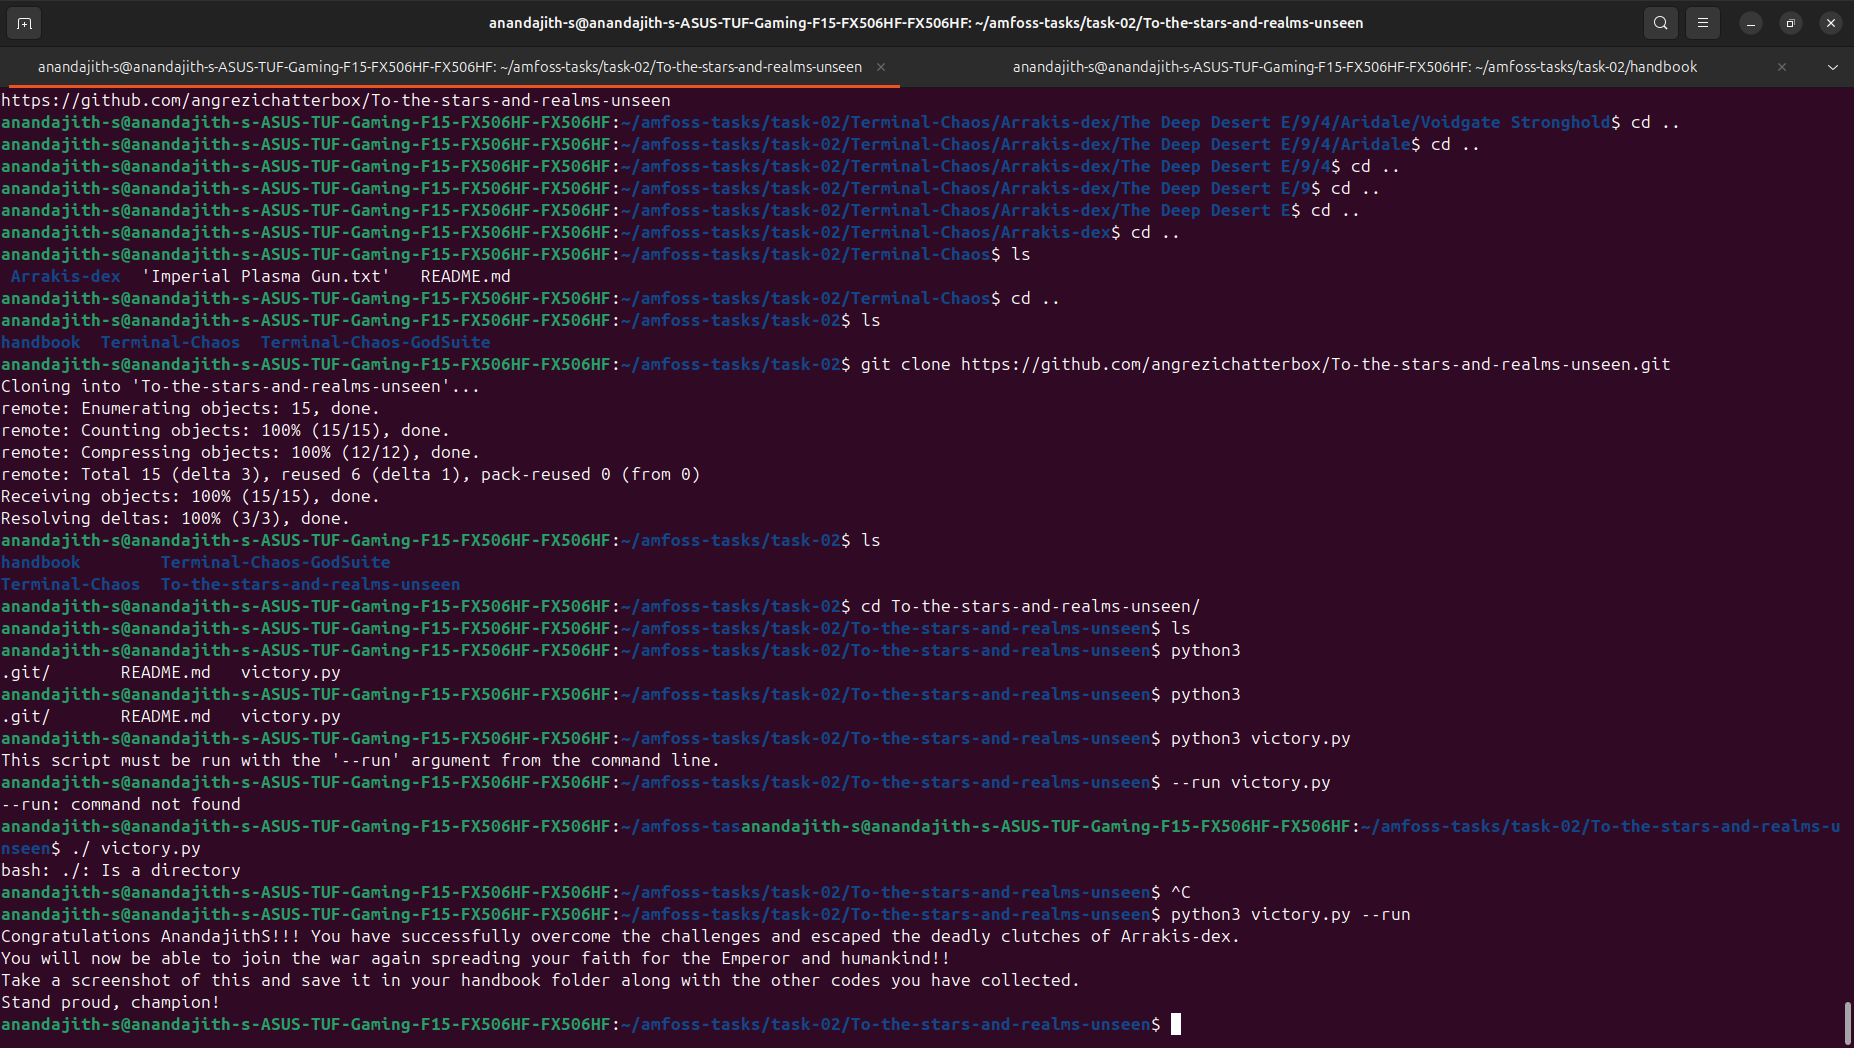 anandajith-s@anandajith-s-ASUS-TUF-Gaming-F15-FX506HF-FX506HF: ~/amfoss-tasks/task-02/To-the-stars-and-realms-unseen
anandajith-s@anandajith-s-ASUS-TUF-Gaming-F15-FX506HF-FX506HF: ~/amfoss-tasks/task-02/To-the-stars-and-realms-unseen
anandajith-s@anandajith-s-ASUS-TUF-Gaming-F15-FX506HF-FX506HF: ~/amfoss-tasks/task-02/handbook
https://github.com/angrezichatterbox/To-the-stars-and-realms-unseen
anandajith-s@anandajith-s-ASUS-TUF-Gaming-F15-FX506HF-FX506HF:~/amfoss-tasks/task-02/Terminal-Chaos/Arrakis-dex/The Deep Desert E/9/4/Aridale/Voidgate Stronghold$ cd ..
anandajith-s@anandajith-s-ASUS-TUF-Gaming-F15-FX506HF-FX506HF:~/amfoss-tasks/task-02/Terminal-Chaos/Arrakis-dex/The Deep Desert E/9/4/Aridale$ cd ..
anandajith-s@anandajith-s-ASUS-TUF-Gaming-F15-FX506HF-FX506HF:~/amfoss-tasks/task-02/Terminal-Chaos/Arrakis-dex/The Deep Desert E/9/4$ cd ..
anandajith-s@anandajith-s-ASUS-TUF-Gaming-F15-FX506HF-FX506HF:~/amfoss-tasks/task-02/Terminal-Chaos/Arrakis-dex/The Deep Desert E/9$ cd ..
anandajith-s@anandajith-s-ASUS-TUF-Gaming-F15-FX506HF-FX506HF:~/amfoss-tasks/task-02/Terminal-Chaos/Arrakis-dex/The Deep Desert E$ cd ..
anandajith-s@anandajith-s-ASUS-TUF-Gaming-F15-FX506HF-FX506HF:~/amfoss-tasks/task-02/Terminal-Chaos/Arrakis-dex$ cd ..
anandajith-s@anandajith-s-ASUS-TUF-Gaming-F15-FX506HF-FX506HF:~/amfoss-tasks/task-02/Terminal-Chaos$ ls
Arrakis-dex  'Imperial Plasma Gun.txt'   README.md
anandajith-s@anandajith-s-ASUS-TUF-Gaming-F15-FX506HF-FX506HF:~/amfoss-tasks/task-02/Terminal-Chaos$ cd ..
anandajith-s@anandajith-s-ASUS-TUF-Gaming-F15-FX506HF-FX506HF:~/amfoss-tasks/task-02$ ls
handbook  Terminal-Chaos  Terminal-Chaos-GodSuite
anandajith-s@anandajith-s-ASUS-TUF-Gaming-F15-FX506HF-FX506HF:~/amfoss-tasks/task-02$ git clone https://github.com/angrezichatterbox/To-the-stars-and-realms-unseen.git
Cloning into 'To-the-stars-and-realms-unseen'...
remote: Enumerating objects: 15, done.
remote: Counting objects: 100% (15/15), done.
remote: Compressing objects: 100% (12/12), done.
remote: Total 15 (delta 3), reused 6 (delta 1), pack-reused 0 (from 0)
Receiving objects: 100% (15/15), done.
Resolving deltas: 100% (3/3), done.
anandajith-s@anandajith-s-ASUS-TUF-Gaming-F15-FX506HF-FX506HF:~/amfoss-tasks/task-02$ ls
handbook        Terminal-Chaos-GodSuite
Terminal-Chaos  To-the-stars-and-realms-unseen
anandajith-s@anandajith-s-ASUS-TUF-Gaming-F15-FX506HF-FX506HF:~/amfoss-tasks/task-02$ cd To-the-stars-and-realms-unseen/
anandajith-s@anandajith-s-ASUS-TUF-Gaming-F15-FX506HF-FX506HF:~/amfoss-tasks/task-02/To-the-stars-and-realms-unseen$ ls
anandajith-s@anandajith-s-ASUS-TUF-Gaming-F15-FX506HF-FX506HF:~/amfoss-tasks/task-02/To-the-stars-and-realms-unseen$ python3
.git/       README.md   victory.py
anandajith-s@anandajith-s-ASUS-TUF-Gaming-F15-FX506HF-FX506HF:~/amfoss-tasks/task-02/To-the-stars-and-realms-unseen$ python3
.git/       README.md   victory.py
anandajith-s@anandajith-s-ASUS-TUF-Gaming-F15-FX506HF-FX506HF:~/amfoss-tasks/task-02/To-the-stars-and-realms-unseen$ python3 victory.py
This script must be run with the '--run' argument from the command line.
anandajith-s@anandajith-s-ASUS-TUF-Gaming-F15-FX506HF-FX506HF:~/amfoss-tasks/task-02/To-the-stars-and-realms-unseen$ --run victory.py
--run: command not found
anandajith-s@anandajith-s-ASUS-TUF-Gaming-F15-FX506HF-FX506HF:~/amfoss-tasanandajith-s@anandajith-s-ASUS-TUF-Gaming-F15-FX506HF-FX506HF:~/amfoss-tasks/task-02/To-the-stars-and-realms-u
nseen$ ./ victory.py
bash: ./: Is a directory
anandajith-s@anandajith-s-ASUS-TUF-Gaming-F15-FX506HF-FX506HF:~/amfoss-tasks/task-02/To-the-stars-and-realms-unseen$ ^C
anandajith-s@anandajith-s-ASUS-TUF-Gaming-F15-FX506HF-FX506HF:~/amfoss-tasks/task-02/To-the-stars-and-realms-unseen$ python3 victory.py --run
Congratulations AnandajithS!!! You have successfully overcome the challenges and escaped the deadly clutches of Arrakis-dex.
You will now be able to join the war again spreading your faith for the Emperor and humankind!!
Take a screenshot of this and save it in your handbook folder along with the other codes you have collected.
Stand proud, champion!
anandajith-s@anandajith-s-ASUS-TUF-Gaming-F15-FX506HF-FX506HF:~/amfoss-tasks/task-02/To-the-stars-and-realms-unseen$